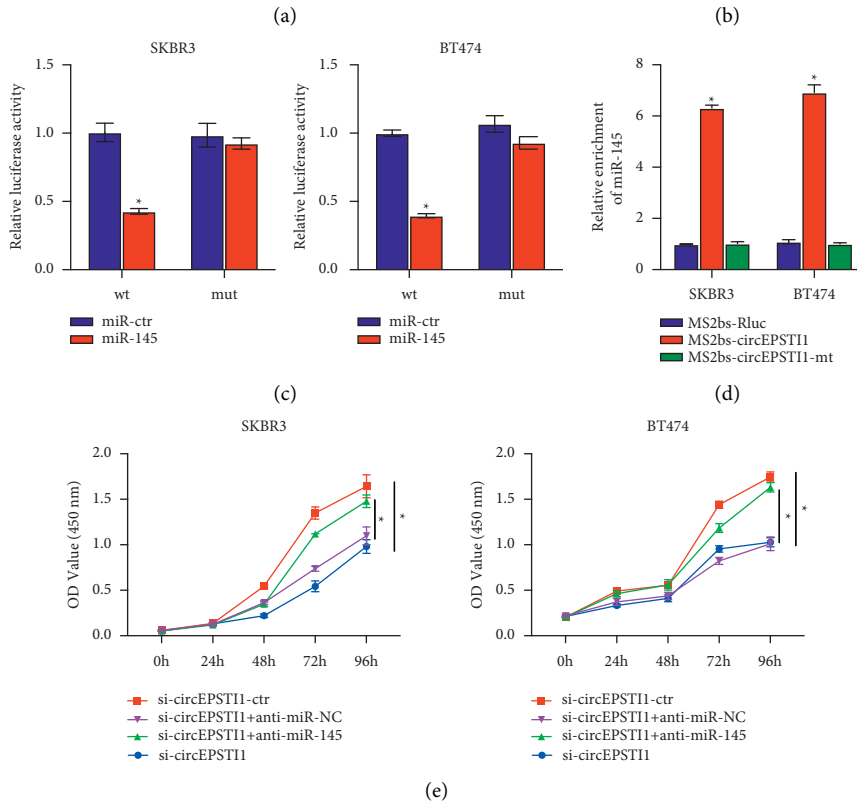 (a)
(b)
SKBR3
1.5
1.0
0.5
0.0
Relative luciferase activity
*
wt
mut
miR-ctr
miR-145
BT474
1.5
1.0
0.5
0.0
Relative luciferase activity
*
wt
mut
miR-ctr
miR-145
8
6
4
2
0
Relative enrichment
of miR-145
*
*
SKBR3
BT474
MS2bs-Rluc
MS2bs-circEPSTI1
MS2bs-circEPSTI1-mt
(c)
(d)
SKBR3
2.0
1.5
1.0
0.5
0.0
OD Value (450 nm)
*
*
0h
24h
48h
72h
96h
si-circEPSTI1-ctr
si-circEPSTI1+anti-miR-NC
si-circEPSTI1+anti-miR-145
si-circEPSTI1
BT474
2.0
1.5
1.0
0.5
0.0
OD Value (450 nm)
*
*
0h
24h
48h
72h
96h
si-circEPSTI1-ctr
si-circEPSTI1+anti-miR-NC
si-circEPSTI1+anti-miR-145
si-circEPSTI1
(e)